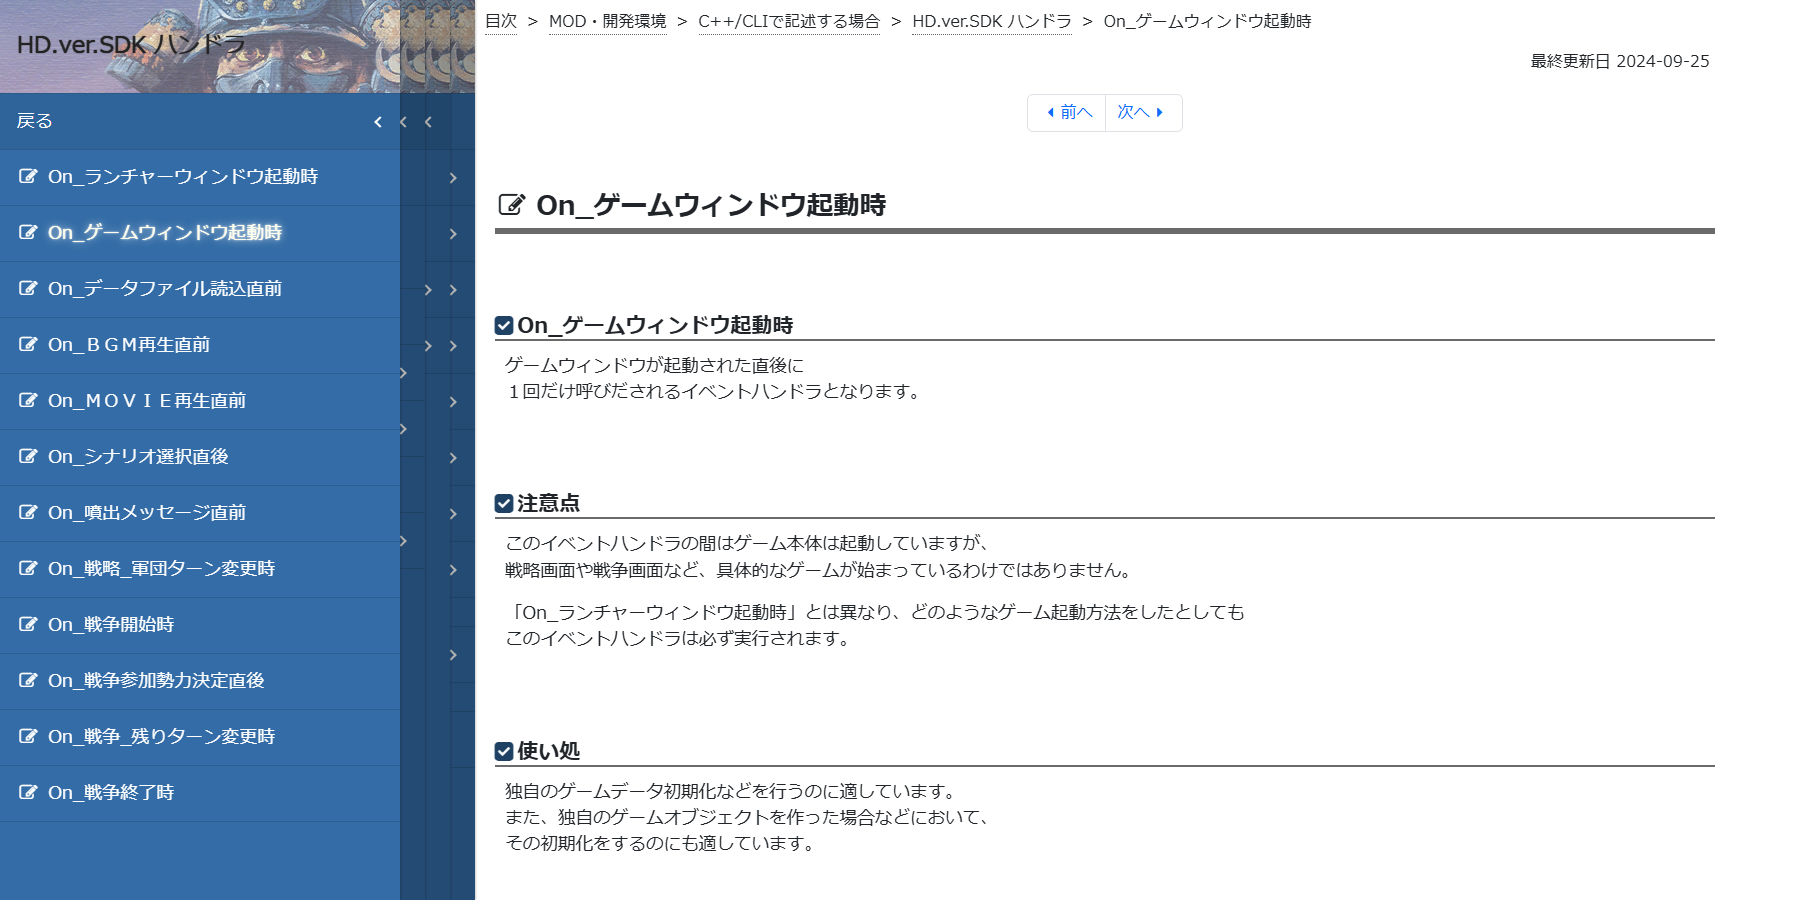 HD.ver.SDK ハンドラ
戻る
On_ランチャーウィンドウ起動時
On_ゲームウィンドウ起動時
On_データファイル読込直前
On_ＢＧＭ再生直前
On_ＭＯＶＩＥ再生直前
On_シナリオ選択直後
On_噴出メッセージ直前
On_戦略_軍団ターン変更時
On_戦争開始時
On_戦争参加勢力決定直後
On_戦争_残りターン変更時
On_戦争終了時
目次 > MOD・開発環境 > C++/CLIで記述する場合 > HD.ver.SDK ハンドラ > On_ゲームウィンドウ起動時
最終更新日 2024-09-25
前へ 次へ
On_ゲームウィンドウ起動時
On_ゲームウィンドウ起動時
ゲームウィンドウが起動された直後に
１回だけ呼びだされるイベントハンドラとなります。
注意点
このイベントハンドラの間はゲーム本体は起動していますが、
戦略画面や戦争画面など、具体的なゲームが始まっているわけではありません。
「On_ランチャーウィンドウ起動時」とは異なり、どのようなゲーム起動方法をしたとしても
このイベントハンドラは必ず実行されます。
使い処
独自のゲームデータ初期化などを行うのに適しています。
また、独自のゲームオブジェクトを作った場合などにおいて、
その初期化をするのにも適しています。